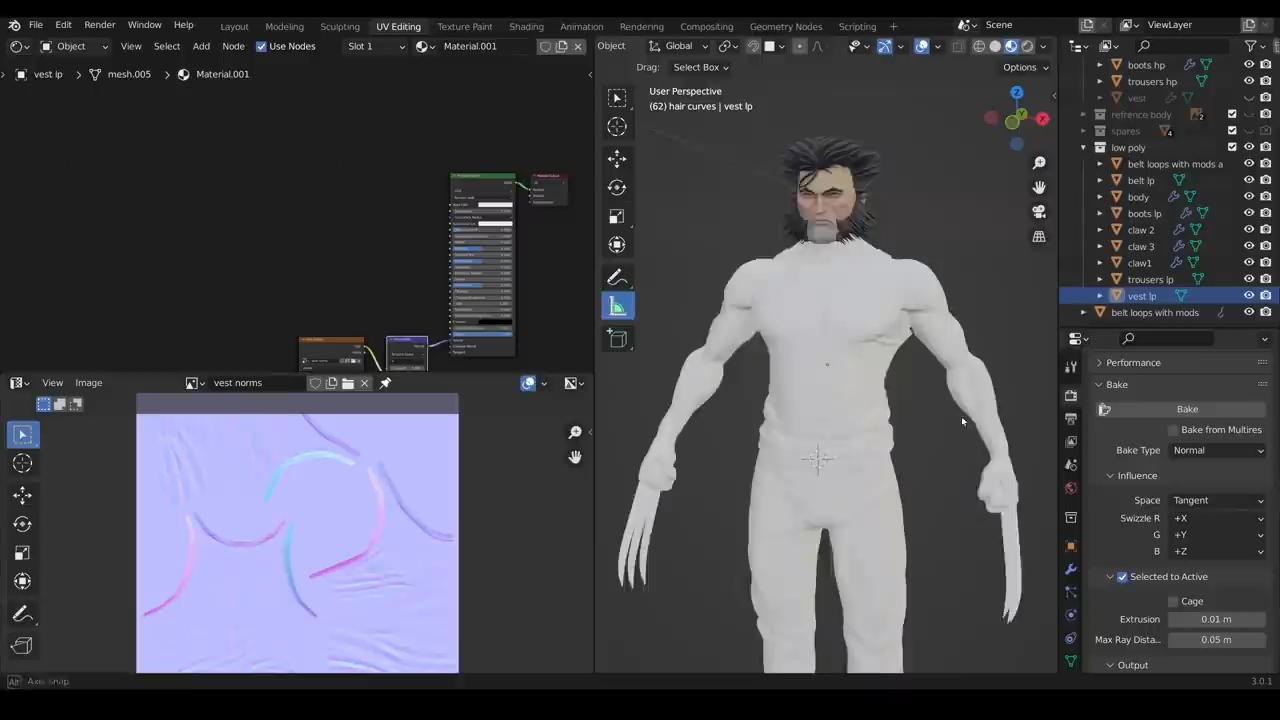 File Edit Render Window Help Layout Modeling Sculpting UV Editing Texture Paint Shading Animation Rendering Compositing Geometry Nodes Scripting + Scene ViewLayer
Object View Select Add Node Use Nodes Slot 1 Material.001 Object Global
vest lp > mesh.005 > Material.001
Drag: Select Box Options
User Perspective
(62) hair curves | vest lp
boots hp
trousers hp
vest
refrence body 2
spares 4
low poly
belt loops with mods a
belt lp
body
boots lp
claw 2
claw 3
claw1
trousers lp
vest lp
belt loops with mods
Z
Y
X
View Image vest norms
Performance
Bake
Bake
Bake from Multires
Bake Type Normal
Influence
Space Tangent
Swizzle R +X
G +Y
B +Z
Selected to Active
Cage
Extrusion 0.01 m
Max Ray Dista... 0.05 m
Output
Alt Axis Snap 3.0.1